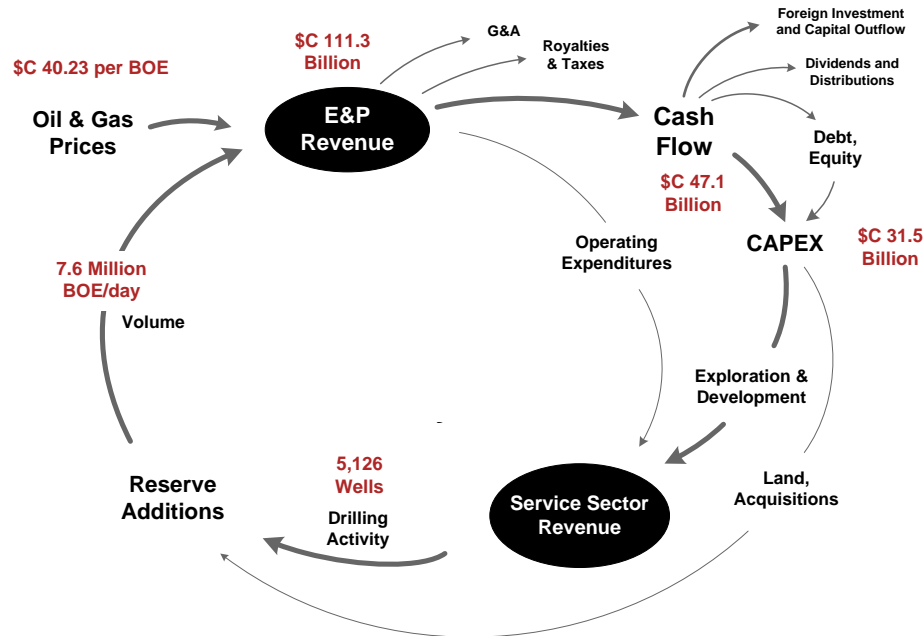 Foreign Investment
and Capital Outflow
G&A
$C 111.3
Billion
Royalties
& Taxes
$C 40.23 per BOE
Dividends and
Distributions
Oil & Gas
Prices
E&P
Revenue
Cash
Flow
Debt,
Equity
$C 47.1
Billion
CAPEX
$C 31.5
Billion
Operating
Expenditures
7.6 Million
BOE/day
Volume
Exploration &
Development
5,126
Wells
Reserve
Additions
Drilling
Activity
Service Sector
Revenue
Land,
Acquisitions